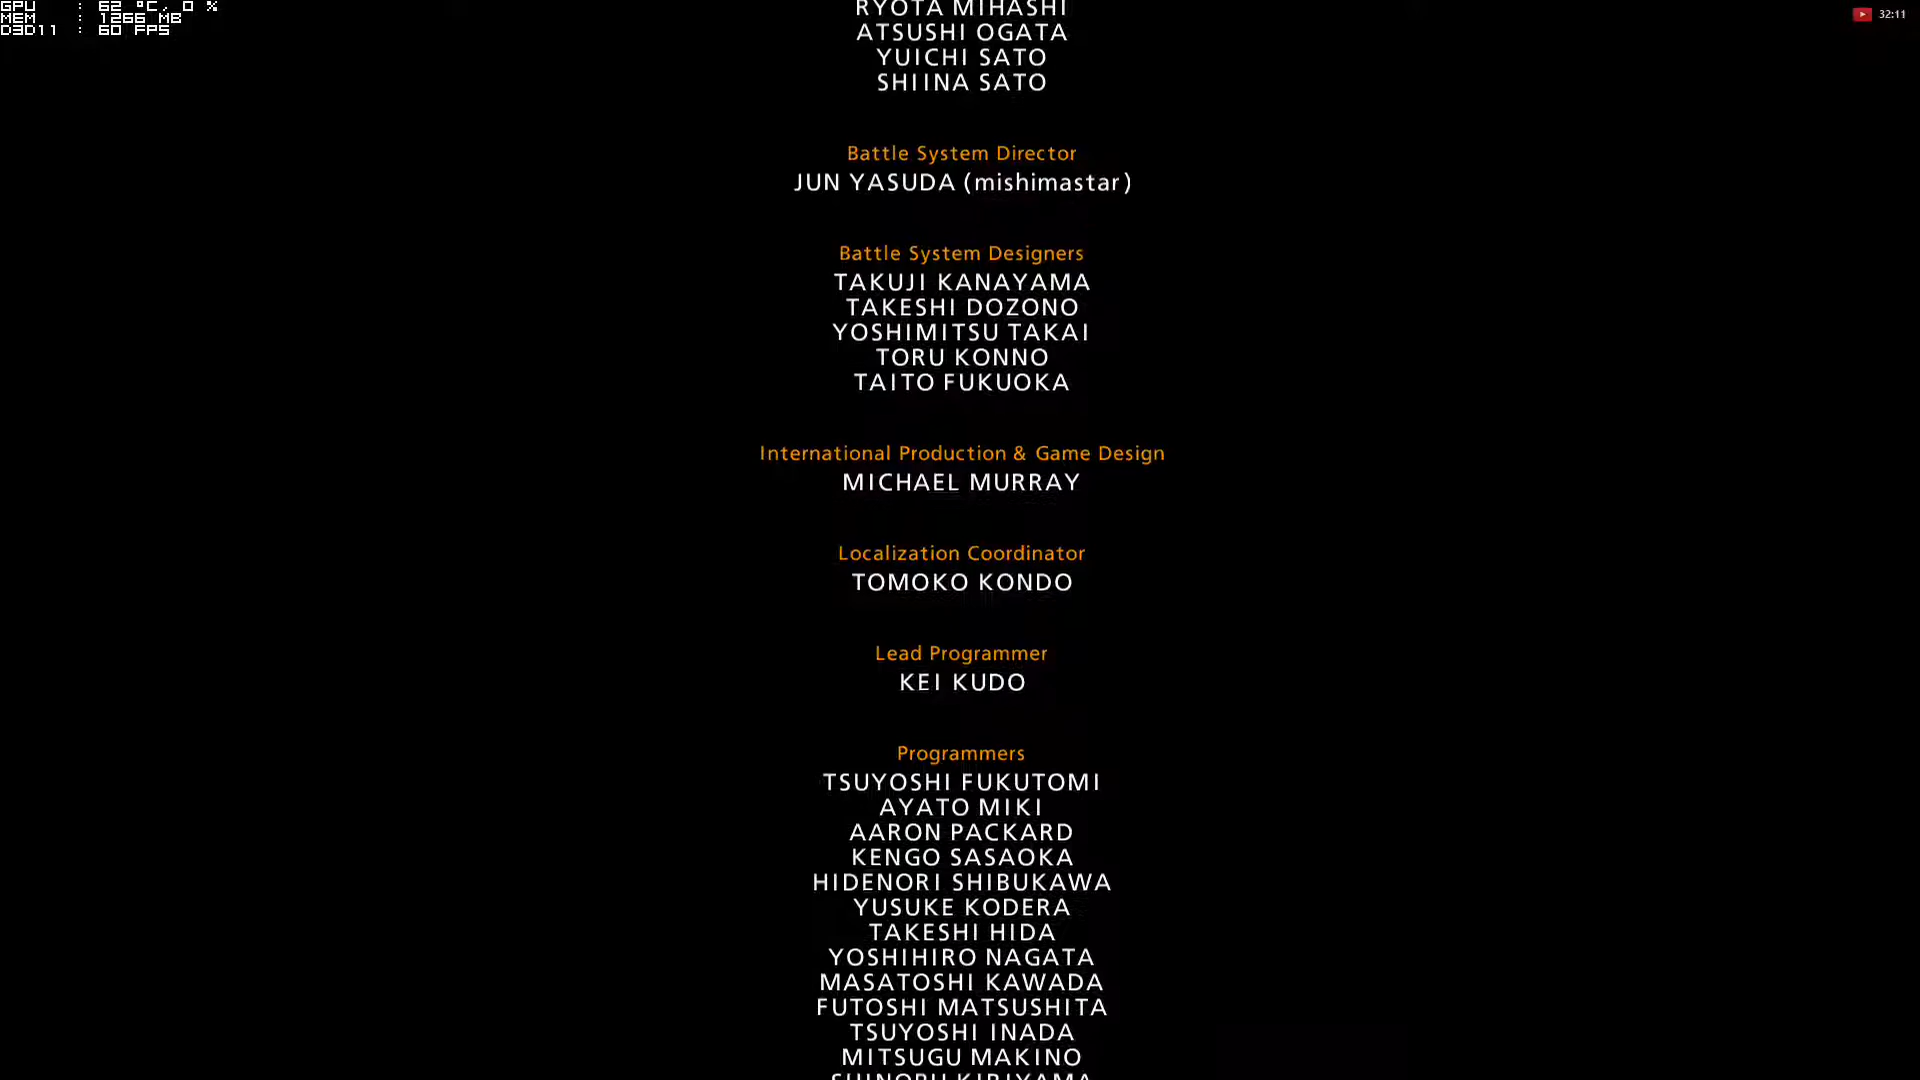 GPU : 62 °C, 0 %
MEM : 1266 MB
D3D11 : 60 FPS
32:11
RYOTA MIHASHI
ATSUSHI OGATA
YUICHI SATO
SHIINA SATO
Battle System Director
JUN YASUDA (mishimastar)
Battle System Designers
TAKUJI KANAYAMA
TAKESHI DOZONO
YOSHIMITSU TAKAI
TORU KONNO
TAITO FUKUOKA
International Production & Game Design
MICHAEL MURRAY
Localization Coordinator
TOMOKO KONDO
Lead Programmer
KEI KUDO
Programmers
TSUYOSHI FUKUTOMI
AYATO MIKI
AARON PACKARD
KENGO SASAOKA
HIDENORI SHIBUKAWA
YUSUKE KODERA
TAKESHI HIDA
YOSHIHIRO NAGATA
MASATOSHI KAWADA
FUTOSHI MATSUSHITA
TSUYOSHI INADA
MITSUGU MAKINO